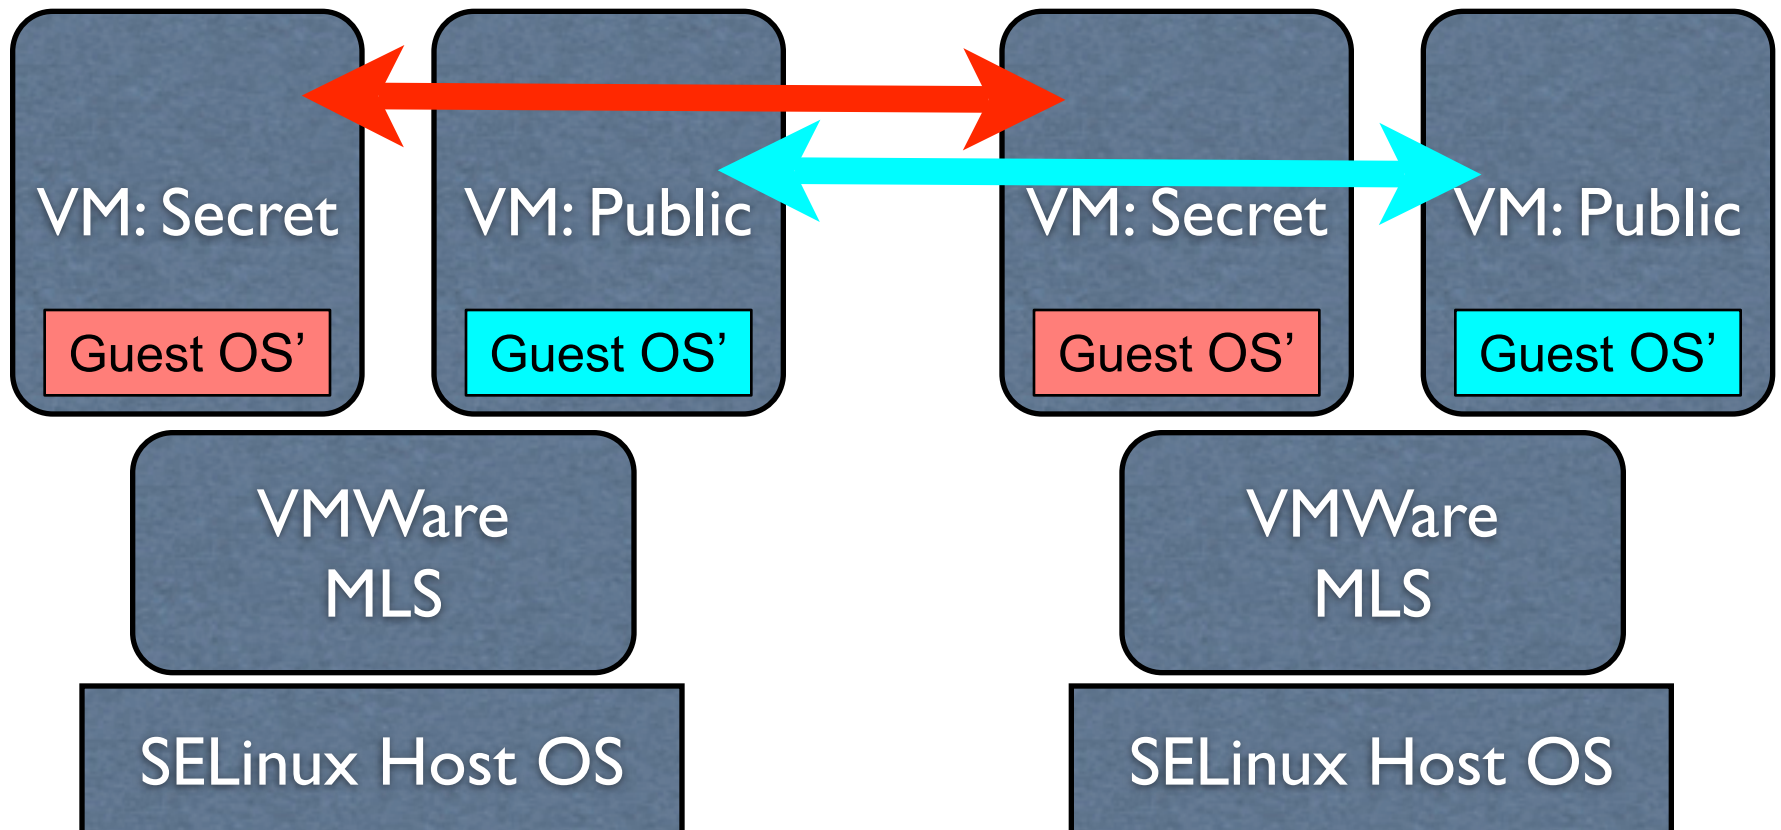 VM: Secret
VM: Public
VM: Secret
VM: Public
Guest OS’
Guest OS’
Guest OS’
Guest OS’
VMWare
MLS
VMWare
MLS
SELinux Host OS
SELinux Host OS